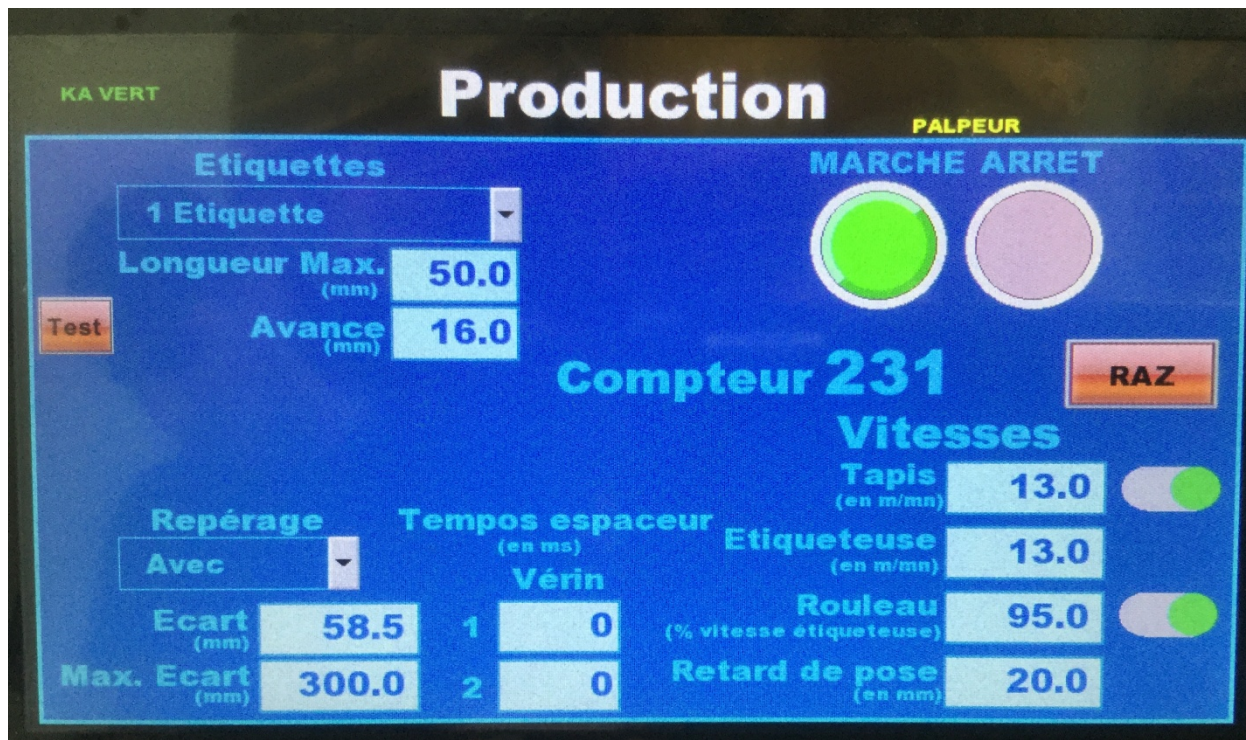 KA VERT
Production
PALPEUR
Etiquettes
1 Etiquette
Longueur Max. 50.0
(mm)
Test
Avance 16.0
(mm)
MARCHE ARRET
Compteur 231
RAZ
Vitesses
Tapis 13.0
(en m/mn)
Etiqueteuse 13.0
(en m/mn)
Rouleau 95.0
(% vitesse étiqueteuse)
Retard de pose 20.0
(en mm)
Repérage
Avec
Ecart 58.5
(mm)
Max. Ecart 300.0
(mm)
Tempos espaceur
(en ms)
Vérin
1 0
2 0